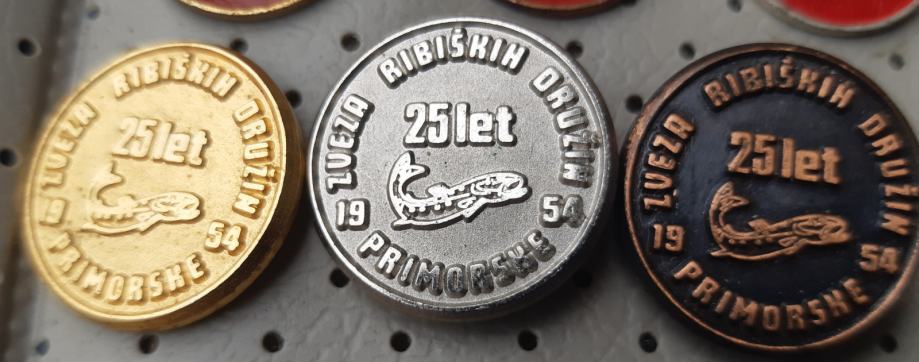 ZVEZA RIBIŠKIH DRUŽIN
25 let
19 54
PRIMORSKE
ZVEZA RIBIŠKIH DRUŽIN
25 let
19 54
PRIMORSKE
ZVEZA RIBIŠKIH DRUŽIN
25 let
19 54
PRIMORSKE